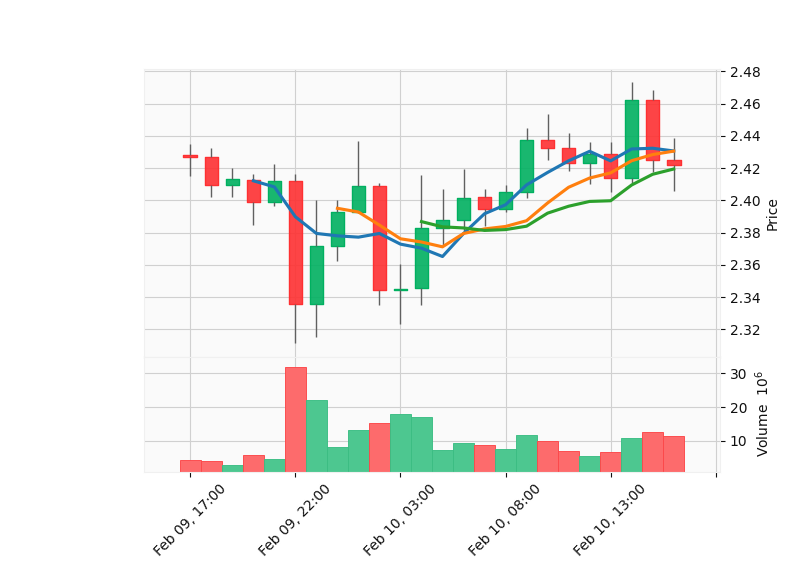 2.48
2.46
2.44
2.42
2.40
2.38
2.36
2.34
2.32
Price
30
20
10
Volume 10⁶
Feb 09, 17:00
Feb 09, 22:00
Feb 10, 03:00
Feb 10, 08:00
Feb 10, 13:00